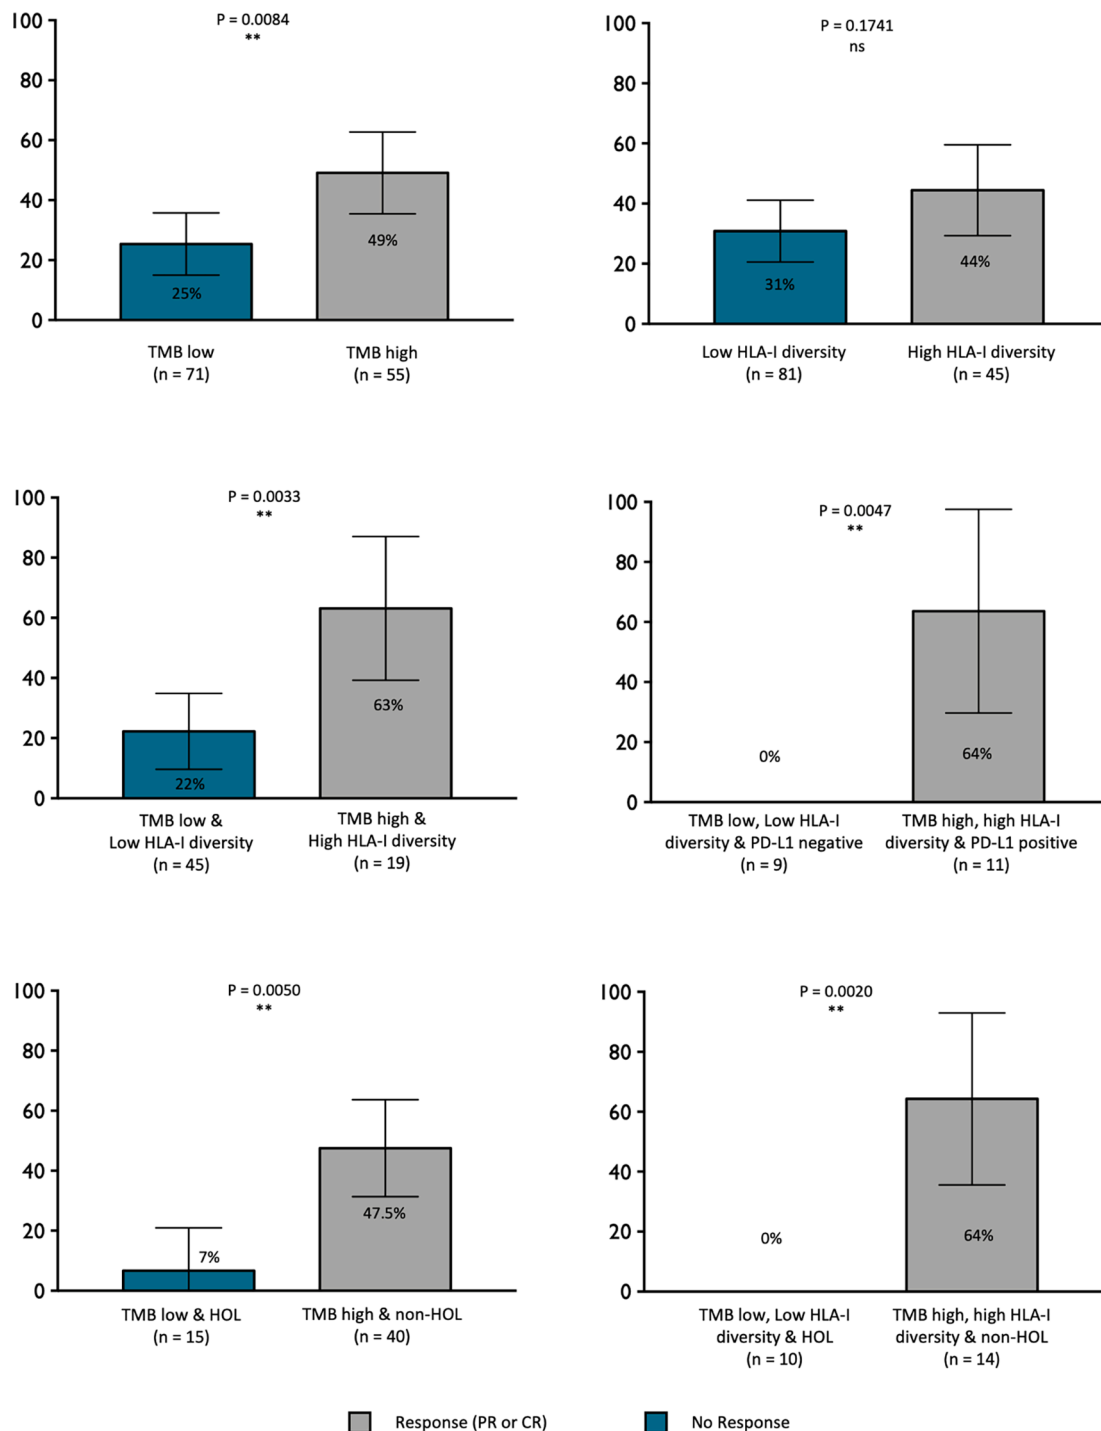 P = 0.0084
**
100
80
60
40
20
0
25%
49%
TMB low
(n = 71)
TMB high
(n = 55)
P = 0.1741
ns
100
80
60
40
20
0
31%
44%
Low HLA-I diversity
(n = 81)
High HLA-I diversity
(n = 45)
P = 0.0033
**
100
80
60
40
20
0
22%
63%
TMB low &
Low HLA-I diversity
(n = 45)
TMB high &
High HLA-I diversity
(n = 19)
P = 0.0047
**
100
80
60
40
20
0
0%
64%
TMB low, Low HLA-I
diversity & PD-L1 negative
(n = 9)
TMB high, high HLA-I
diversity & PD-L1 positive
(n = 11)
P = 0.0050
**
100
80
60
40
20
0
7%
47.5%
TMB low & HOL
(n = 15)
TMB high & non-HOL
(n = 40)
P = 0.0020
**
100
80
60
40
20
0
0%
64%
TMB low, Low HLA-I
diversity & HOL
(n = 10)
TMB high, high HLA-I
diversity & non-HOL
(n = 14)
Response (PR or CR)
No Response